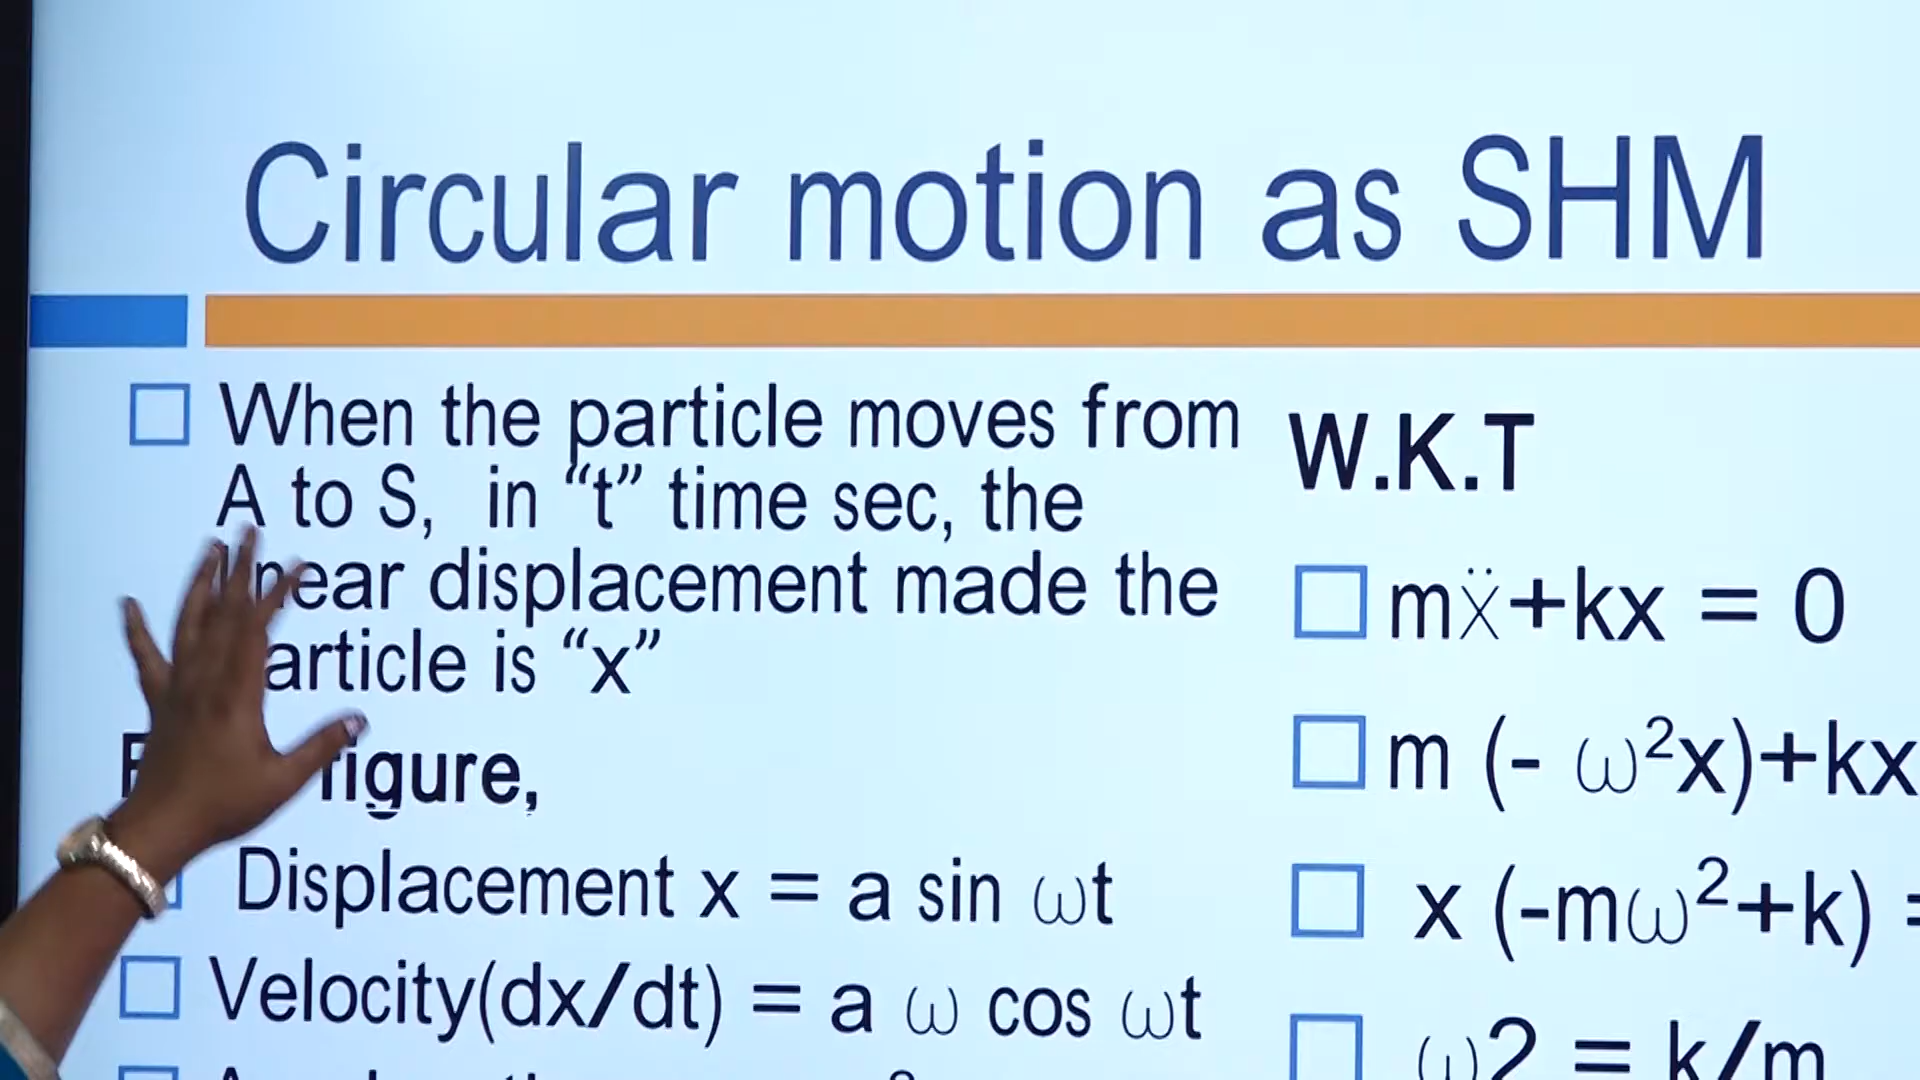 Circular motion as SHM
When the particle moves from
A to S, in “t” time sec, the
linear displacement made the
article is “x”
figure,
Displacement x = a sin ωt
Velocity(dx/dt) = a ω cos ωt
W.K.T
mẍ+kx = 0
m (- ω²x)+kx
x (-mω²+k) =
ω2 = k/m